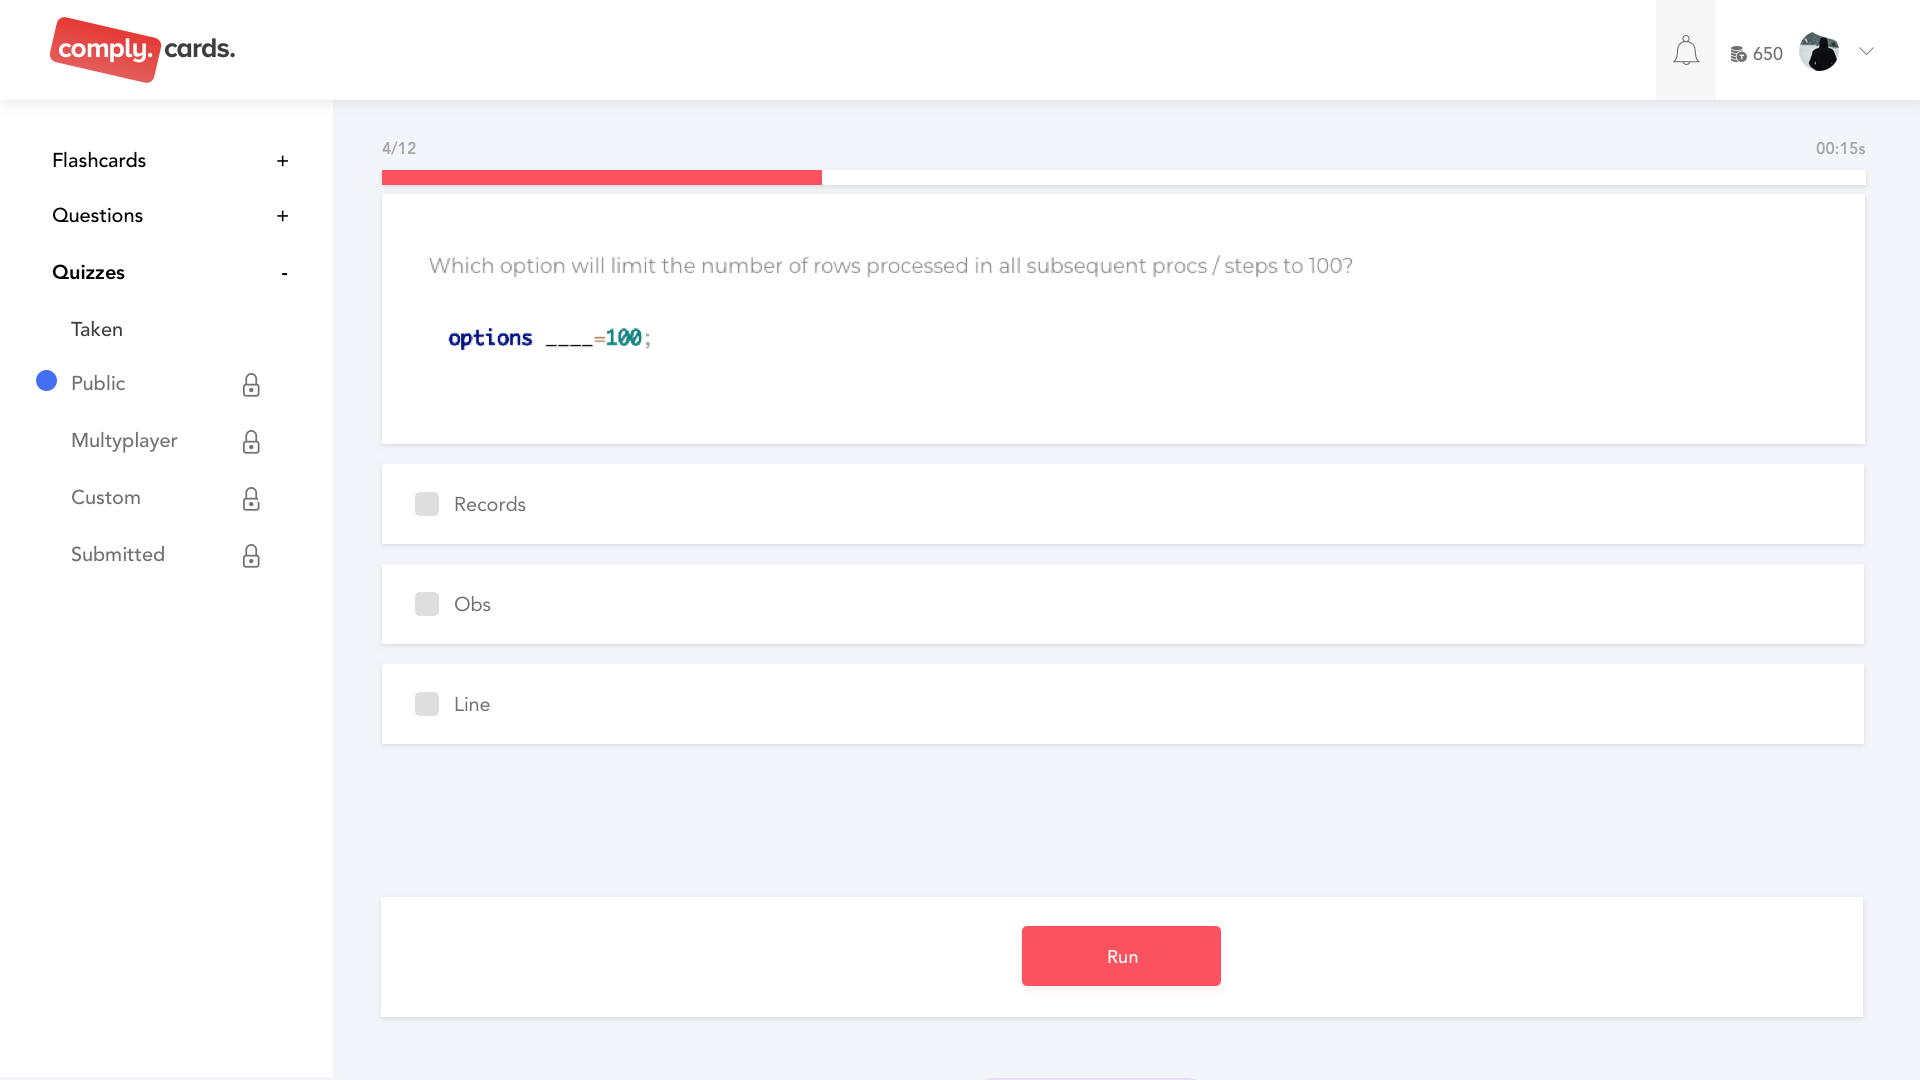 comply. cards.
650
Flashcards +
Questions +
Quizzes -
Taken
Public
Multyplayer
Custom
Submitted
4/12 00:15s
Which option will limit the number of rows processed in all subsequent procs / steps to 100?
options ____=100;
Records
Obs
Line
Run